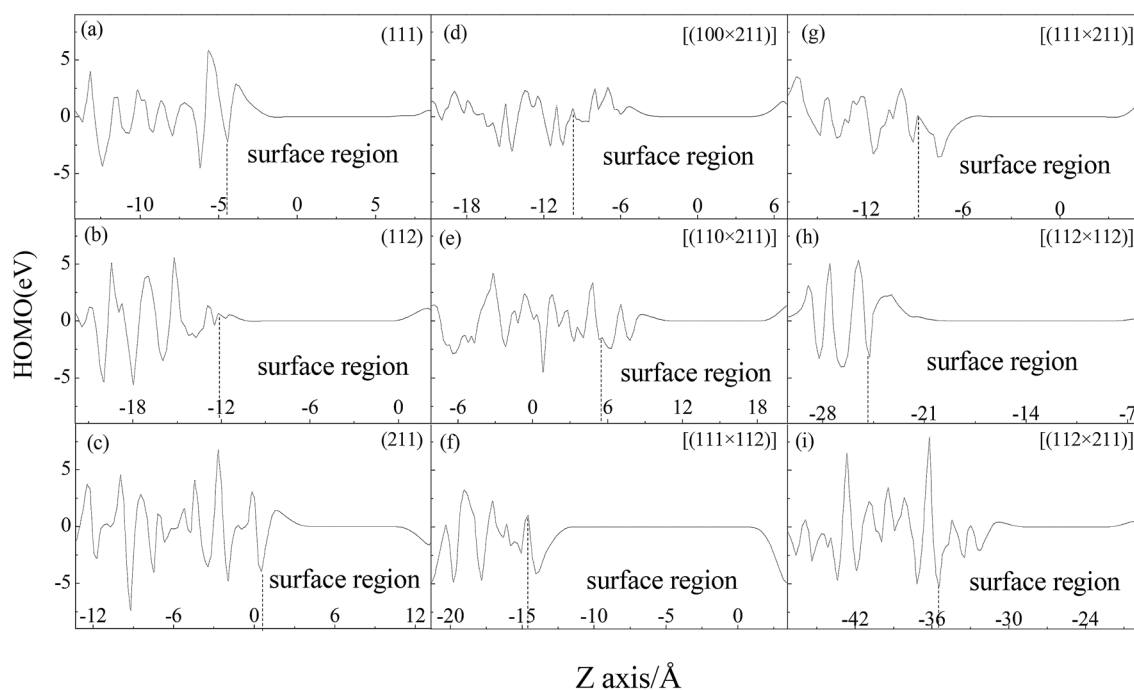 (a) (111)
(d) [(100×211)]
(g) [(111×211)]
5
0
-5
surface region
surface region
surface region
-10 -5 0 5
-18 -12 -6 0 6
-12 -6 0
(b) (112)
(e) [(110×211)]
(h) [(112×112)]
5
0
-5
HOMO(eV)
surface region
surface region
surface region
-18 -12 -6 0
-6 0 6 12 18
-28 -21 -14 -7
(c) (211)
(f) [(111×112)]
(i) [(112×211)]
5
0
-5
surface region
surface region
surface region
-12 -6 0 6 12
-20 -15 -10 -5 0
-42 -36 -30 -24
Z axis/Å